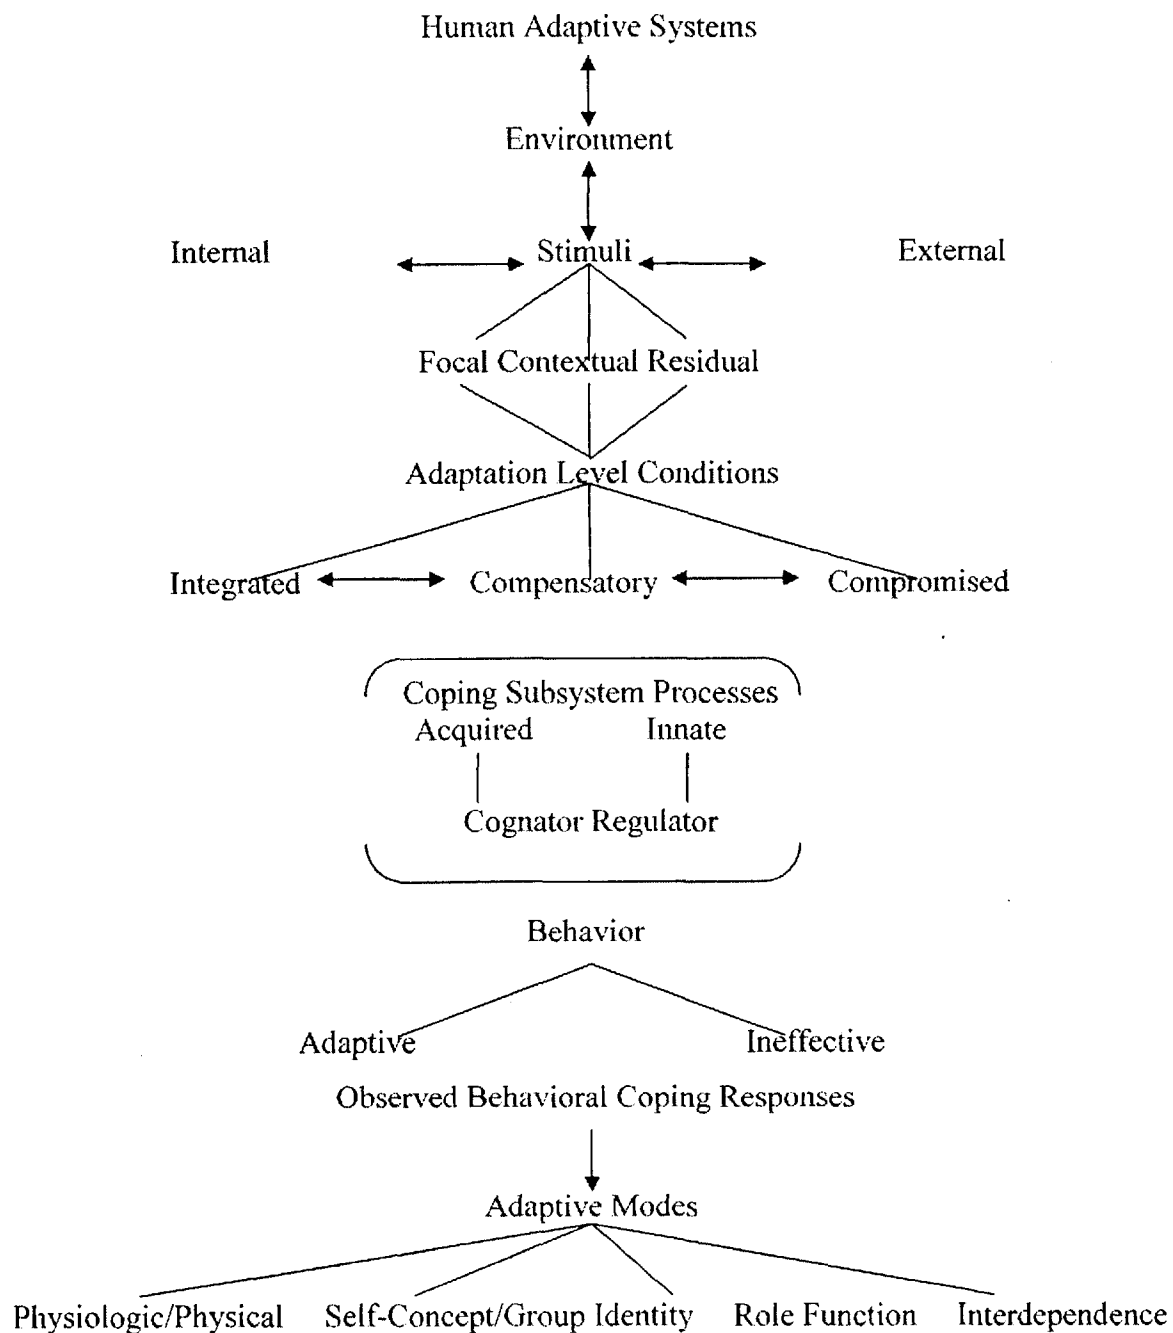 Human Adaptive Systems
Environment
Internal Stimuli External
Focal Contextual Residual
Adaptation Level Conditions
Integrated Compensatory Compromised
Coping Subsystem Processes
Acquired Innate
Cognator Regulator
Behavior
Adaptive Ineffective
Observed Behavioral Coping Responses
Adaptive Modes
Physiologic/Physical Self-Concept/Group Identity Role Function Interdependence